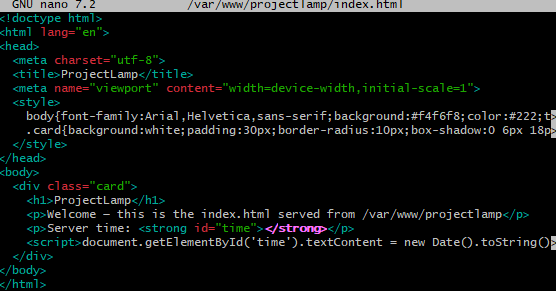 GNU nano 7.2 /var/www/projectlamp/index.html
<!doctype html>
<html lang="en">
<head>
<meta charset="utf-8">
<title>ProjectLamp</title>
<meta name="viewport" content="width=device-width,initial-scale=1">
<style>
body{font-family:Arial,Helvetica,sans-serif;background:#f4f6f8;color:#222;t>
.card{background:white;padding:30px;border-radius:10px;box-shadow:0 6px 18p>
</style>
</head>
<body>
<div class="card">
<h1>ProjectLamp</h1>
<p>Welcome — this is the index.html served from /var/www/projectlamp</p>
<p>Server time: <strong id="time"></strong></p>
<script>document.getElementById('time').textContent = new Date().toString()>
</div>
</body>
</html>